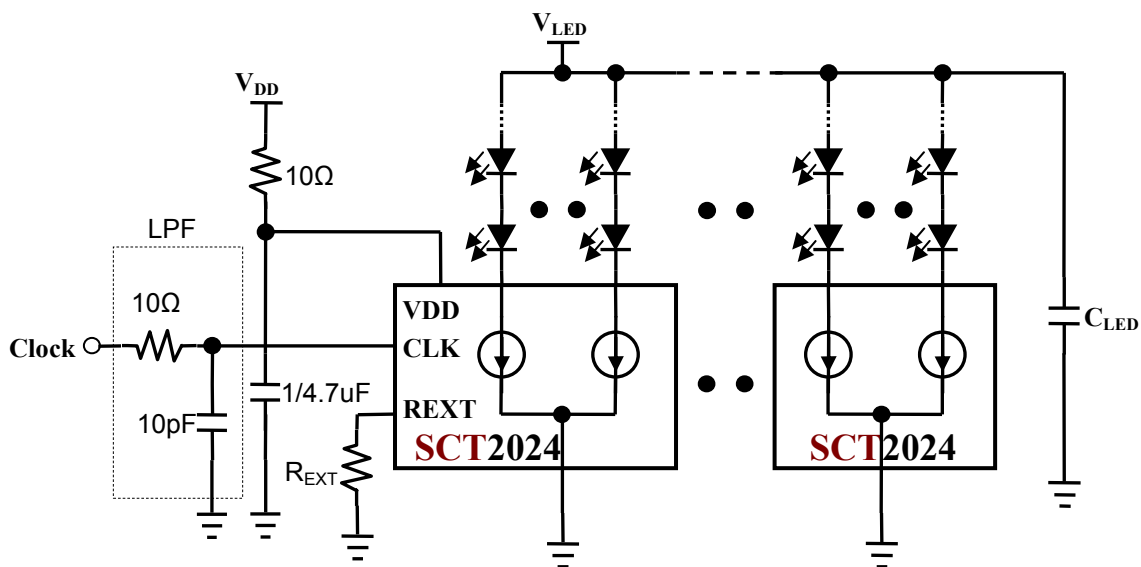 VLED
VDD
10Ω
LPF
10Ω
VDD
Clock
CLK
CLED
1/4.7uF
REXT
10pF
SCT2024
SCT2024
REXT